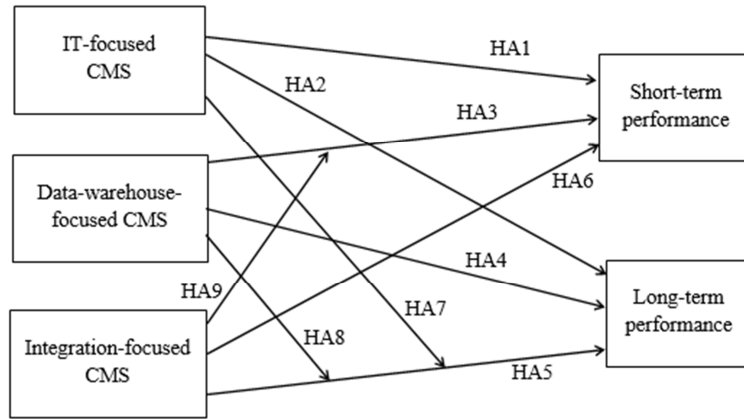 IT-focused
CMS
HA1
HA2
Short-term
performance
HA3
Data-warehouse-
focused CMS
HA6
HA4
HA9
Long-term
performance
HA7
HA8
Integration-focused
CMS
HA5